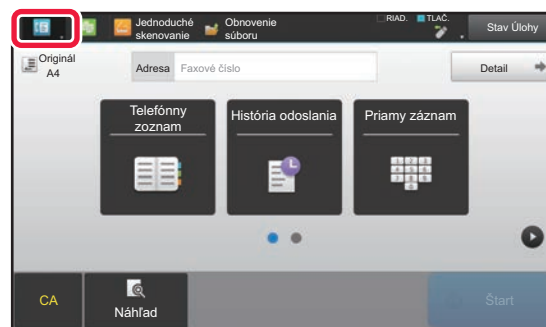 Jednoduché
skenovanie
Obnovenie
súboru
RIAD.
TLAČ.
Stav Úlohy
Originál
A4
Adresa
Faxové číslo
Detail
Telefónny
zoznam
História odoslania
Priamy záznam
CA
Náhľad
Štart